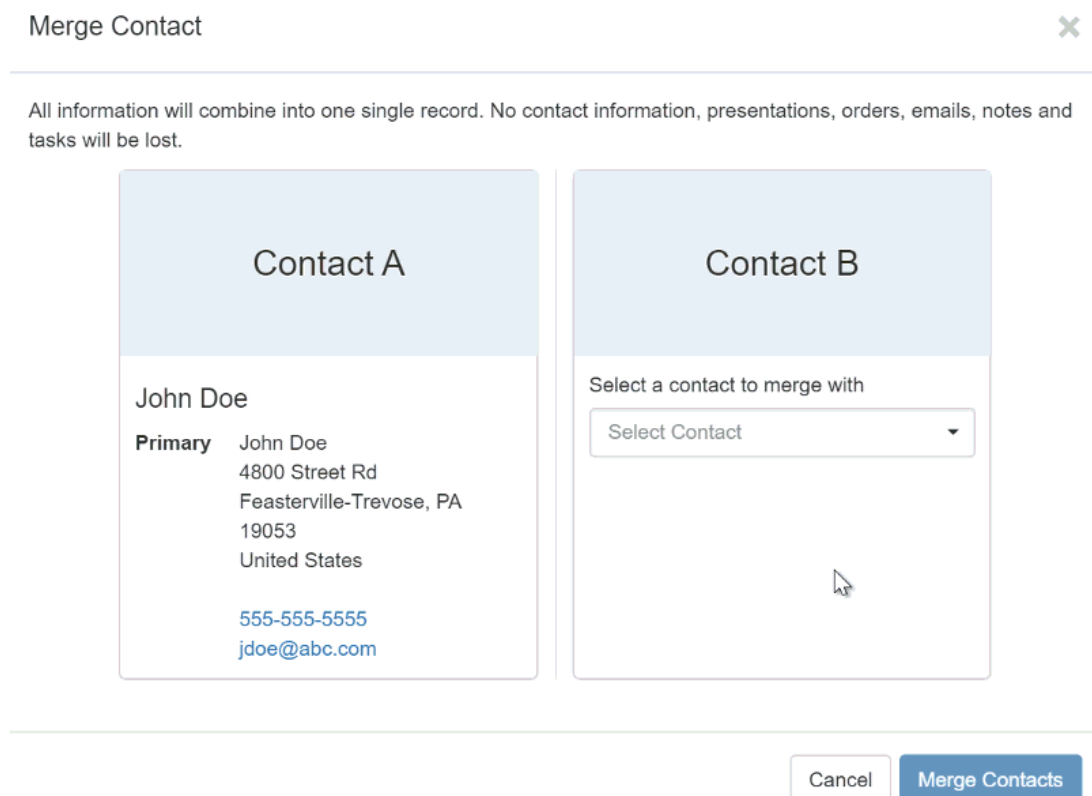 Merge Contact
All information will combine into one single record. No contact information, presentations, orders, emails, notes and
tasks will be lost.
Contact A
John Doe
Primary John Doe
4800 Street Rd
Feasterville-Trevose, PA
19053
United States
555-555-5555
jdoe@abc.com
Contact B
Select a contact to merge with
Select Contact
Cancel
Merge Contacts